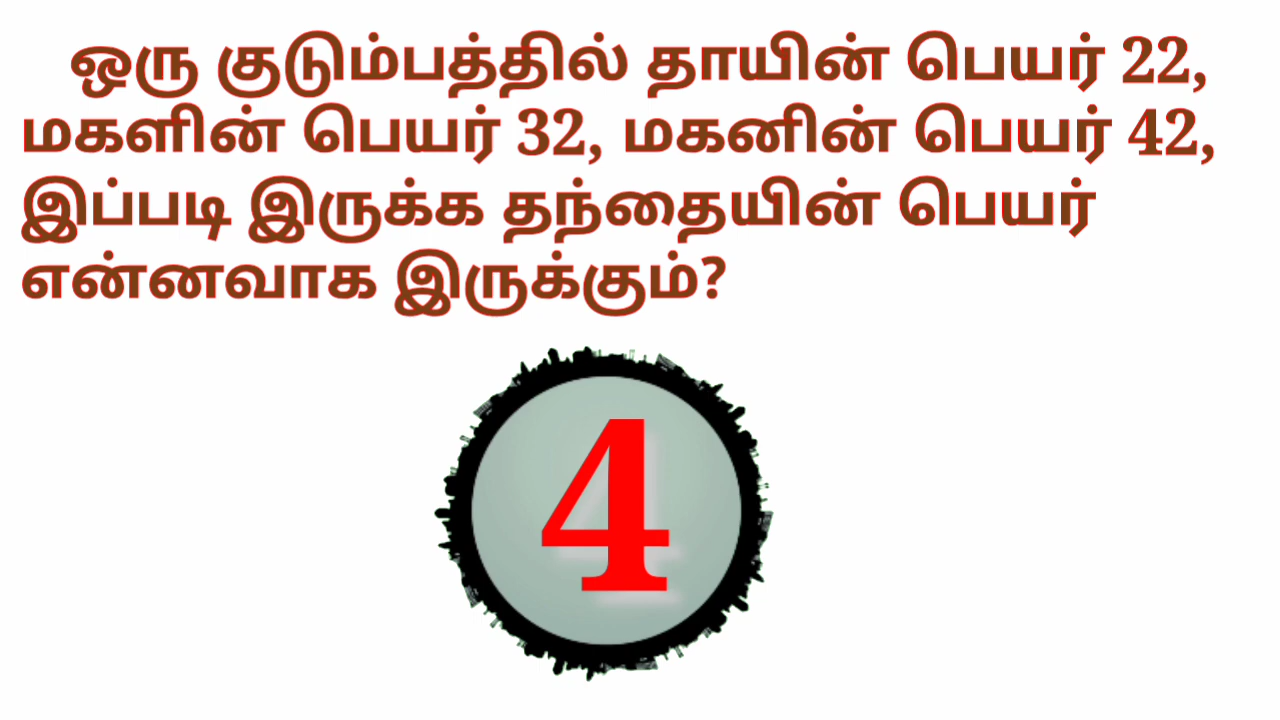 ஒரு குடும்பத்தில் தாயின் பெயர் 22,
மகளின் பெயர் 32, மகனின் பெயர் 42,
இப்படி இருக்க தந்தையின் பெயர்
என்னவாக இருக்கும்?
4